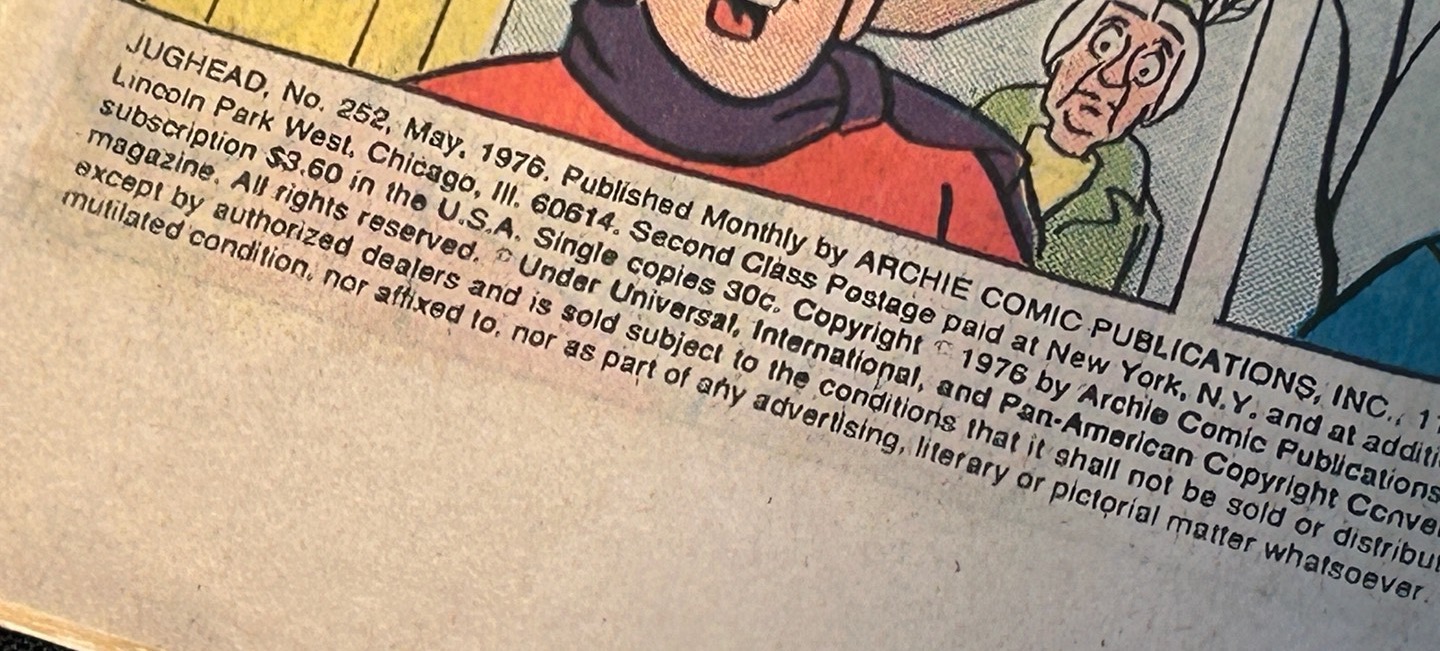 JUGHEAD, No. 252, May, 1976. Published Monthly by ARCHIE COMIC PUBLICATIONS, INC., 1
Lincoln Park West, Chicago, Ill. 60614. Second Class Postage paid at New York, N.Y. and at additi
subscription $3.60 in the U.S.A. Single copies 30c. Copyright © 1976 by Archie Comic Publications
magazine. All rights reserved. © Under Universal, International, and Pan-American Copyright Conve
except by authorized dealers and is sold subject to the conditions that it shall not be sold or distribut
mutilated condition, nor affixed to, nor as part of any advertising, literary or pictorial matter whatsoever.